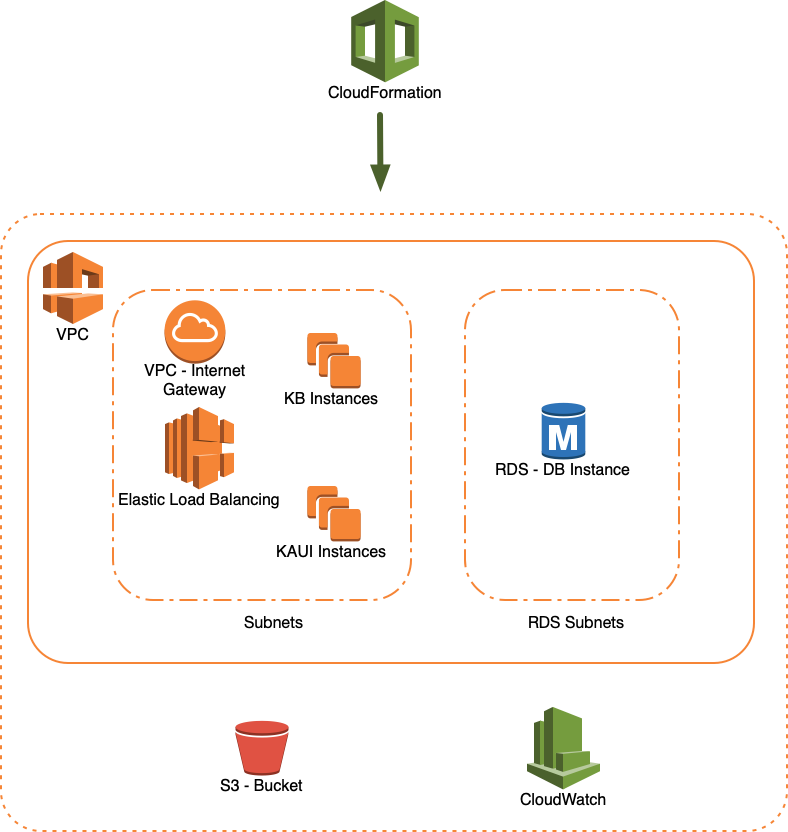 CloudFormation
VPC
VPC - Internet
Gateway
KB Instances
Elastic Load Balancing
KAUI Instances
M
RDS - DB Instance
Subnets
RDS Subnets
S3 - Bucket
CloudWatch